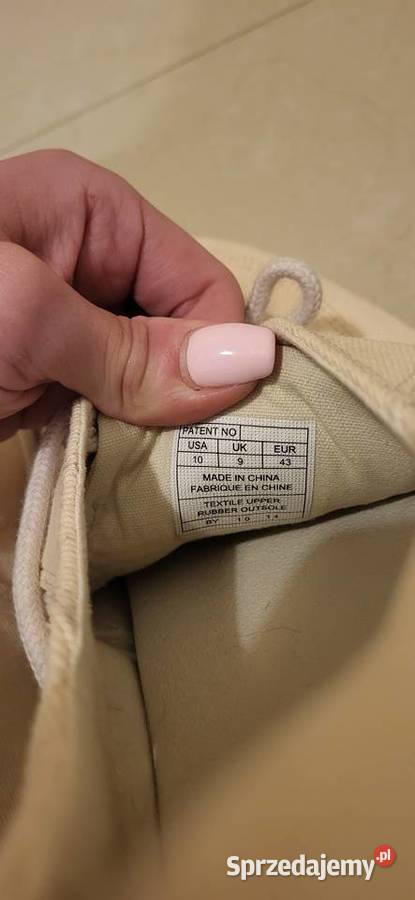 PATENT NO
USA UK EUR
10 9 43
MADE IN CHINA
FABRIQUE EN CHINE
TEXTILE UPPER
RUBBER OUTSOLE
BY 10 14
Sprzedajemy.pl